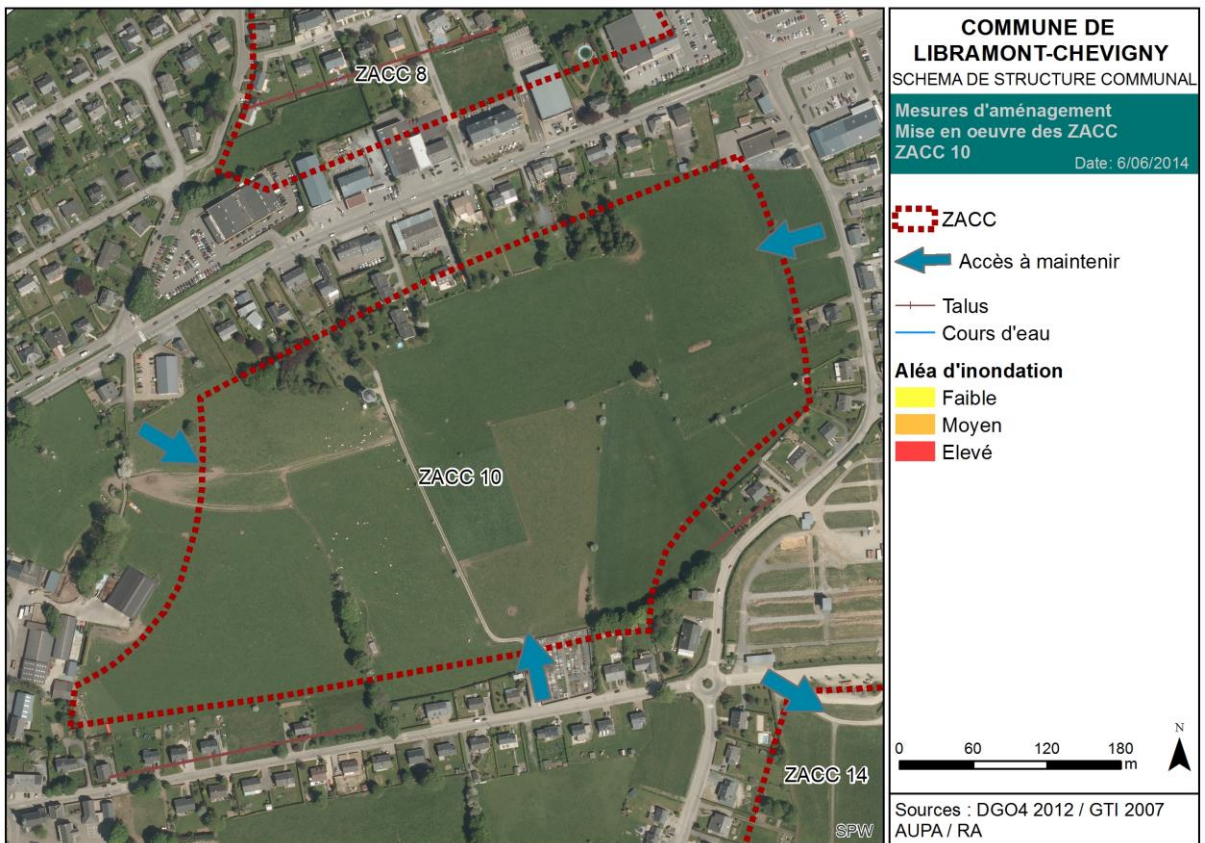 ZACC 8
ZACC 10
ZACC 14
SPW
COMMUNE DE
LIBRAMONT-CHEVIGNY
SCHEMA DE STRUCTURE COMMUNAL
Mesures d'aménagement
Mise en oeuvre des ZACC
ZACC 10
Date: 6/06/2014
ZACC
Accès à maintenir
Talus
Cours d'eau
Aléa d'inondation
Faible
Moyen
Elevé
N
0 60 120 180
m
Sources : DGO4 2012 / GTI 2007
AUPA / RA